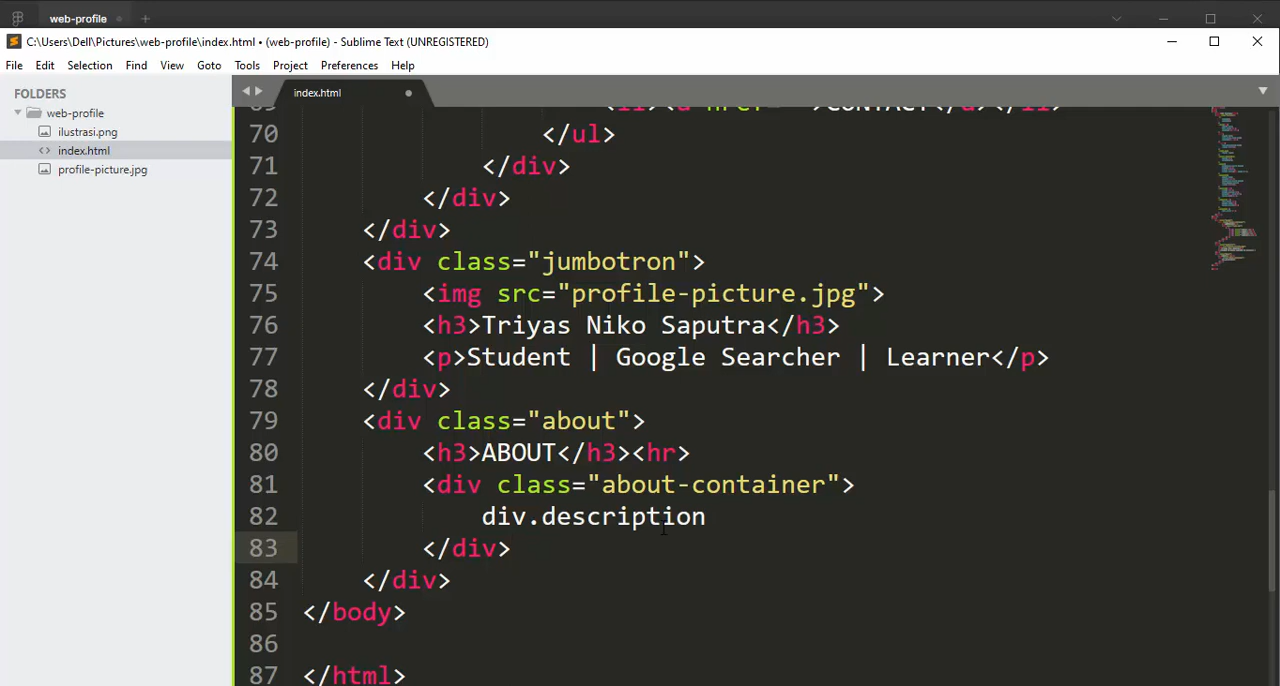 web-profile
C:\Users\Dell\Pictures\web-profile\index.html • (web-profile) - Sublime Text (UNREGISTERED)
File Edit Selection Find View Goto Tools Project Preferences Help
FOLDERS
web-profile
ilustrasi.png
index.html
profile-picture.jpg
index.html
70 </ul>
71 </div>
72 </div>
73 </div>
74 <div class="jumbotron">
75 <img src="profile-picture.jpg">
76 <h3>Triyas Niko Saputra</h3>
77 <p>Student | Google Searcher | Learner</p>
78 </div>
79 <div class="about">
80 <h3>ABOUT</h3><hr>
81 <div class="about-container">
82 div.description
83 </div>
84 </div>
85 </body>
86
87 </html>